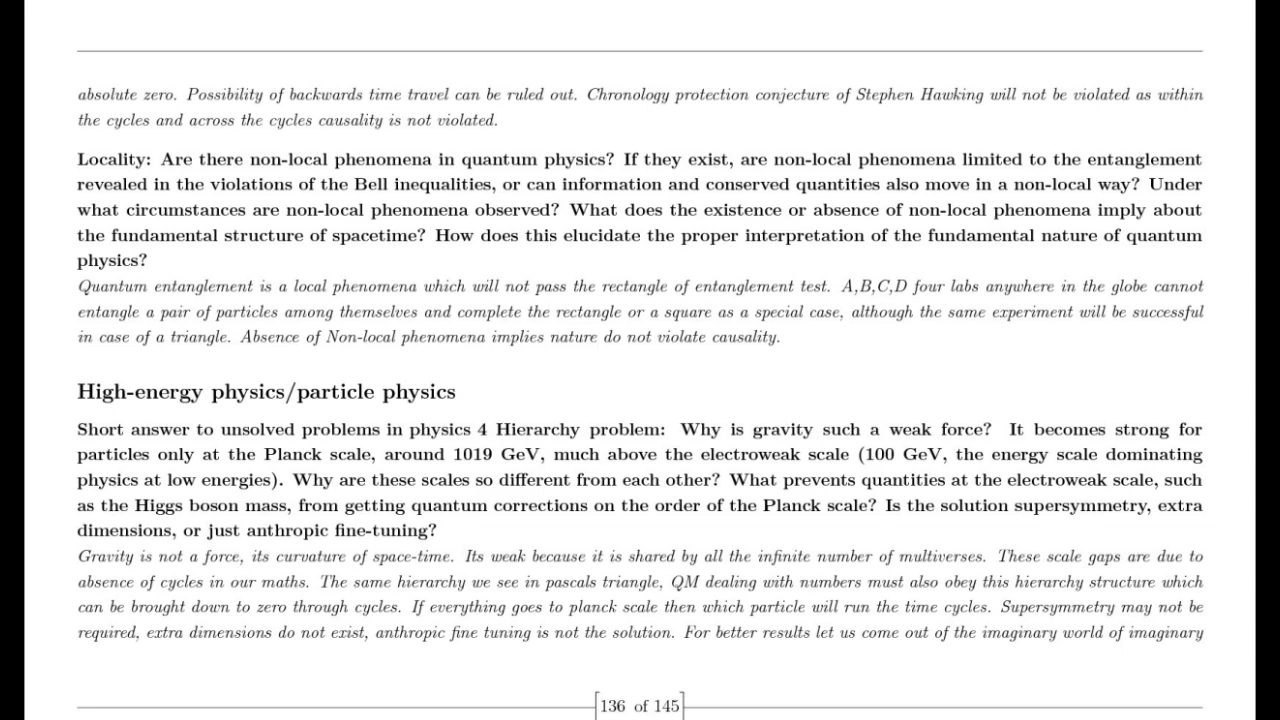 absolute zero. Possibility of backwards time travel can be ruled out. Chronology protection conjecture of Stephen Hawking will not be violated as within
the cycles and across the cycles causality is not violated.
Locality: Are there non-local phenomena in quantum physics? If they exist, are non-local phenomena limited to the entanglement
revealed in the violations of the Bell inequalities, or can information and conserved quantities also move in a non-local way? Under
what circumstances are non-local phenomena observed? What does the existence or absence of non-local phenomena imply about
the fundamental structure of spacetime? How does this elucidate the proper interpretation of the fundamental nature of quantum
physics?
Quantum entanglement is a local phenomena which will not pass the rectangle of entanglement test. A,B,C,D four labs anywhere in the globe cannot
entangle a pair of particles among themselves and complete the rectangle or a square as a special case, although the same experiment will be successful
in case of a triangle. Absence of Non-local phenomena implies nature do not violate causality.
High-energy physics/particle physics
Short answer to unsolved problems in physics 4 Hierarchy problem: Why is gravity such a weak force? It becomes strong for
particles only at the Planck scale, around 1019 GeV, much above the electroweak scale (100 GeV, the energy scale dominating
physics at low energies). Why are these scales so different from each other? What prevents quantities at the electroweak scale, such
as the Higgs boson mass, from getting quantum corrections on the order of the Planck scale? Is the solution supersymmetry, extra
dimensions, or just anthropic fine-tuning?
Gravity is not a force, its curvature of space-time. Its weak because it is shared by all the infinite number of multiverses. These scale gaps are due to
absence of cycles in our maths. The same hierarchy we see in pascals triangle, QM dealing with numbers must also obey this hierarchy structure which
can be brought down to zero through cycles. If everything goes to planck scale then which particle will run the time cycles. Supersymmetry may not be
required, extra dimensions do not exist, anthropic fine tuning is not the solution. For better results let us come out of the imaginary world of imaginary
136 of 145